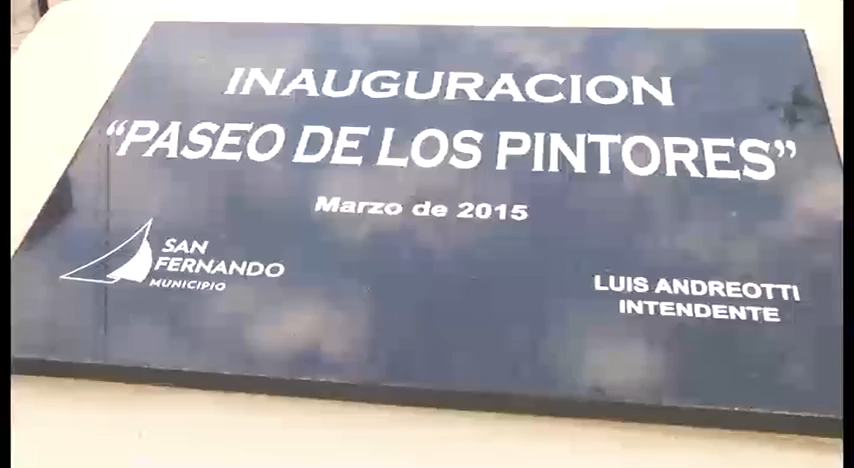 INAUGURACION
“PASEO DE LOS PINTORES”
Marzo de 2015
SAN
FERNANDO
MUNICIPIO
LUIS ANDREOTTI
INTENDENTE